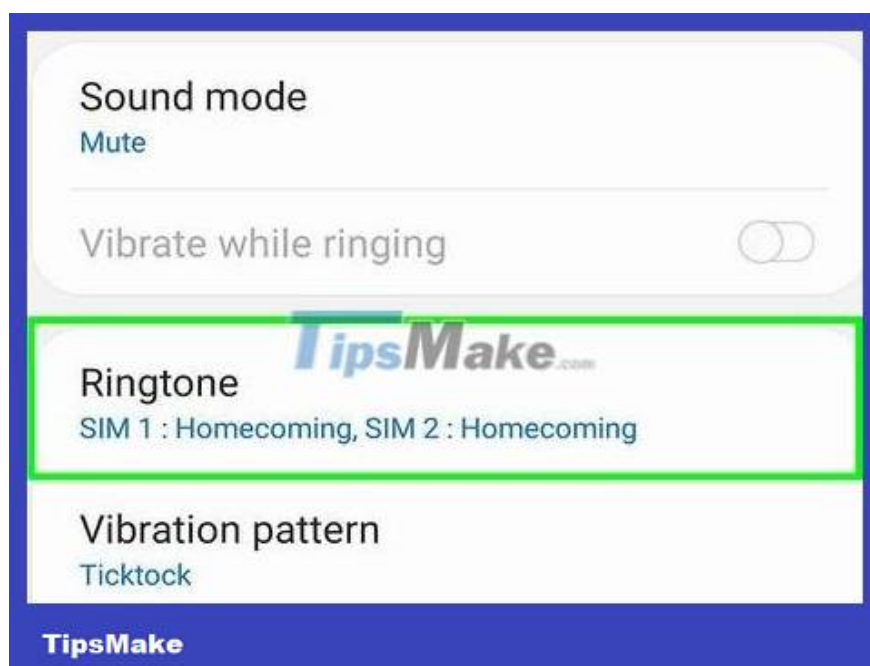 Sound mode
Mute
Vibrate while ringing
TipsMake.com
Ringtone
SIM 1 : Homecoming, SIM 2 : Homecoming
Vibration pattern
Ticktock
TipsMake